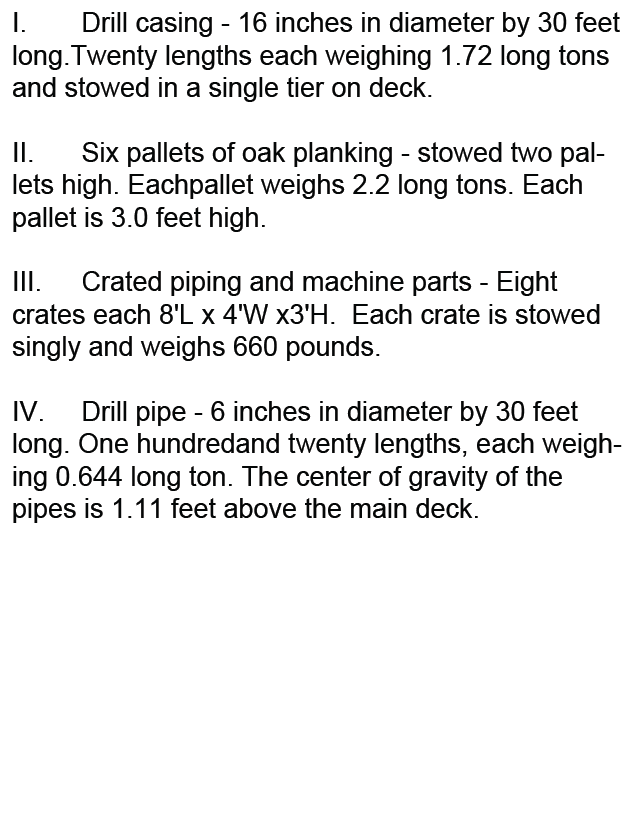 I. Drill casing - 16 inches in diameter by 30 feet
long.Twenty lengths each weighing 1.72 long tons
and stowed in a single tier on deck.
II. Six pallets of oak planking - stowed two pal-
lets high. Eachpallet weighs 2.2 long tons. Each
pallet is 3.0 feet high.
III. Crated piping and machine parts - Eight
crates each 8'L x 4'W x3'H. Each crate is stowed
singly and weighs 660 pounds.
IV. Drill pipe - 6 inches in diameter by 30 feet
long. One hundredand twenty lengths, each weigh-
ing 0.644 long ton. The center of gravity of the
pipes is 1.11 feet above the main deck.